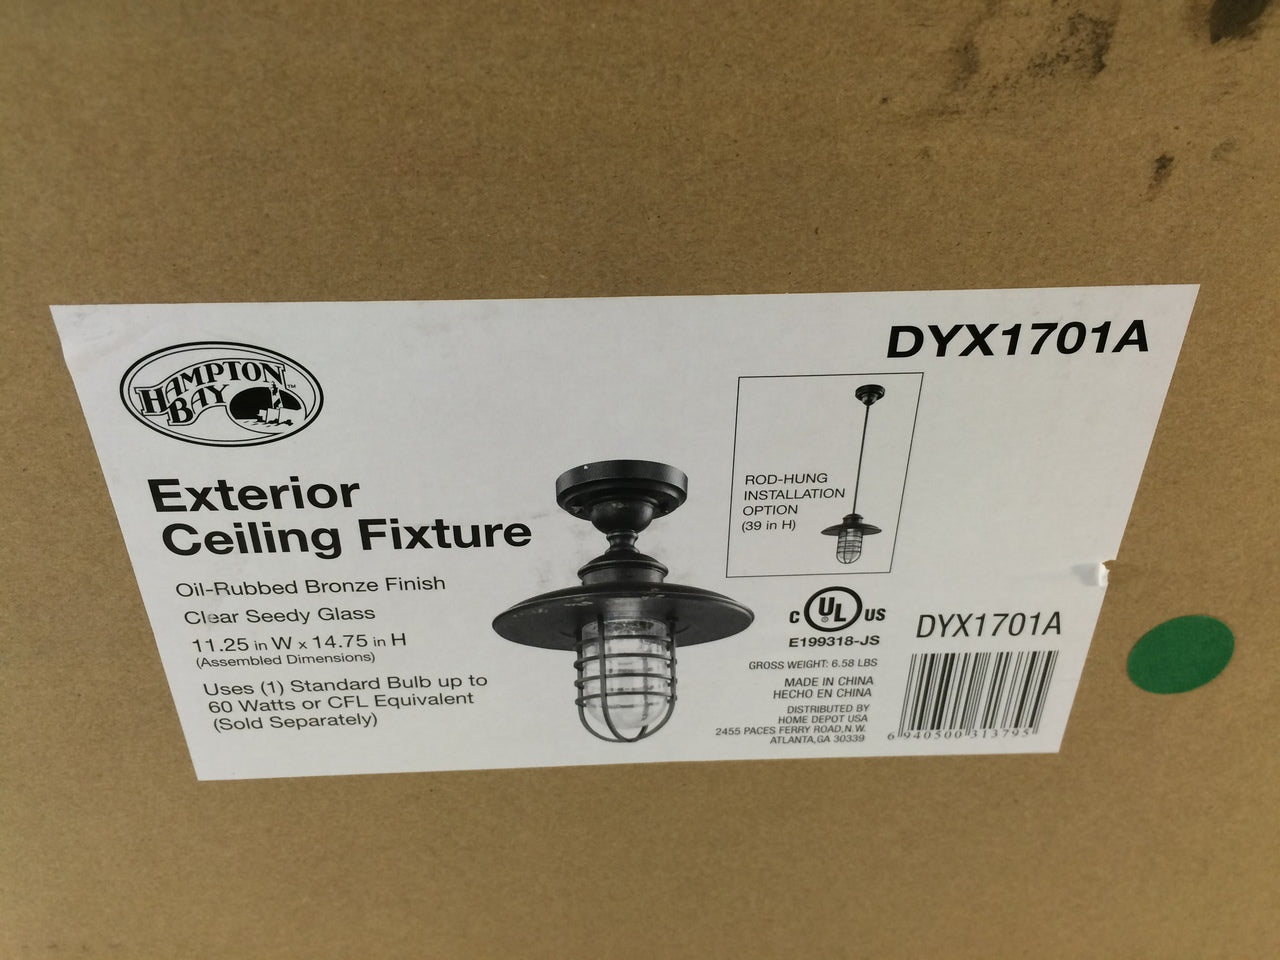 DYX1701A
HAMPTON
BAY
TM
Exterior
Ceiling Fixture
Oil-Rubbed Bronze Finish
Clear Seedy Glass
11.25 in W x 14.75 in H
(Assembled Dimensions)
Uses (1) Standard Bulb up to
60 Watts or CFL Equivalent
(Sold Separately)
ROD-HUNG
INSTALLATION
OPTION
(39 in H)
C UL US
E199318-JS
GROSS WEIGHT: 6.58 LBS
MADE IN CHINA
HECHO EN CHINA
DISTRIBUTED BY
HOME DEPOT USA
2455 PACES FERRY ROAD,N.W.
ATLANTA,GA 30339
DYX1701A
6 940500 313795